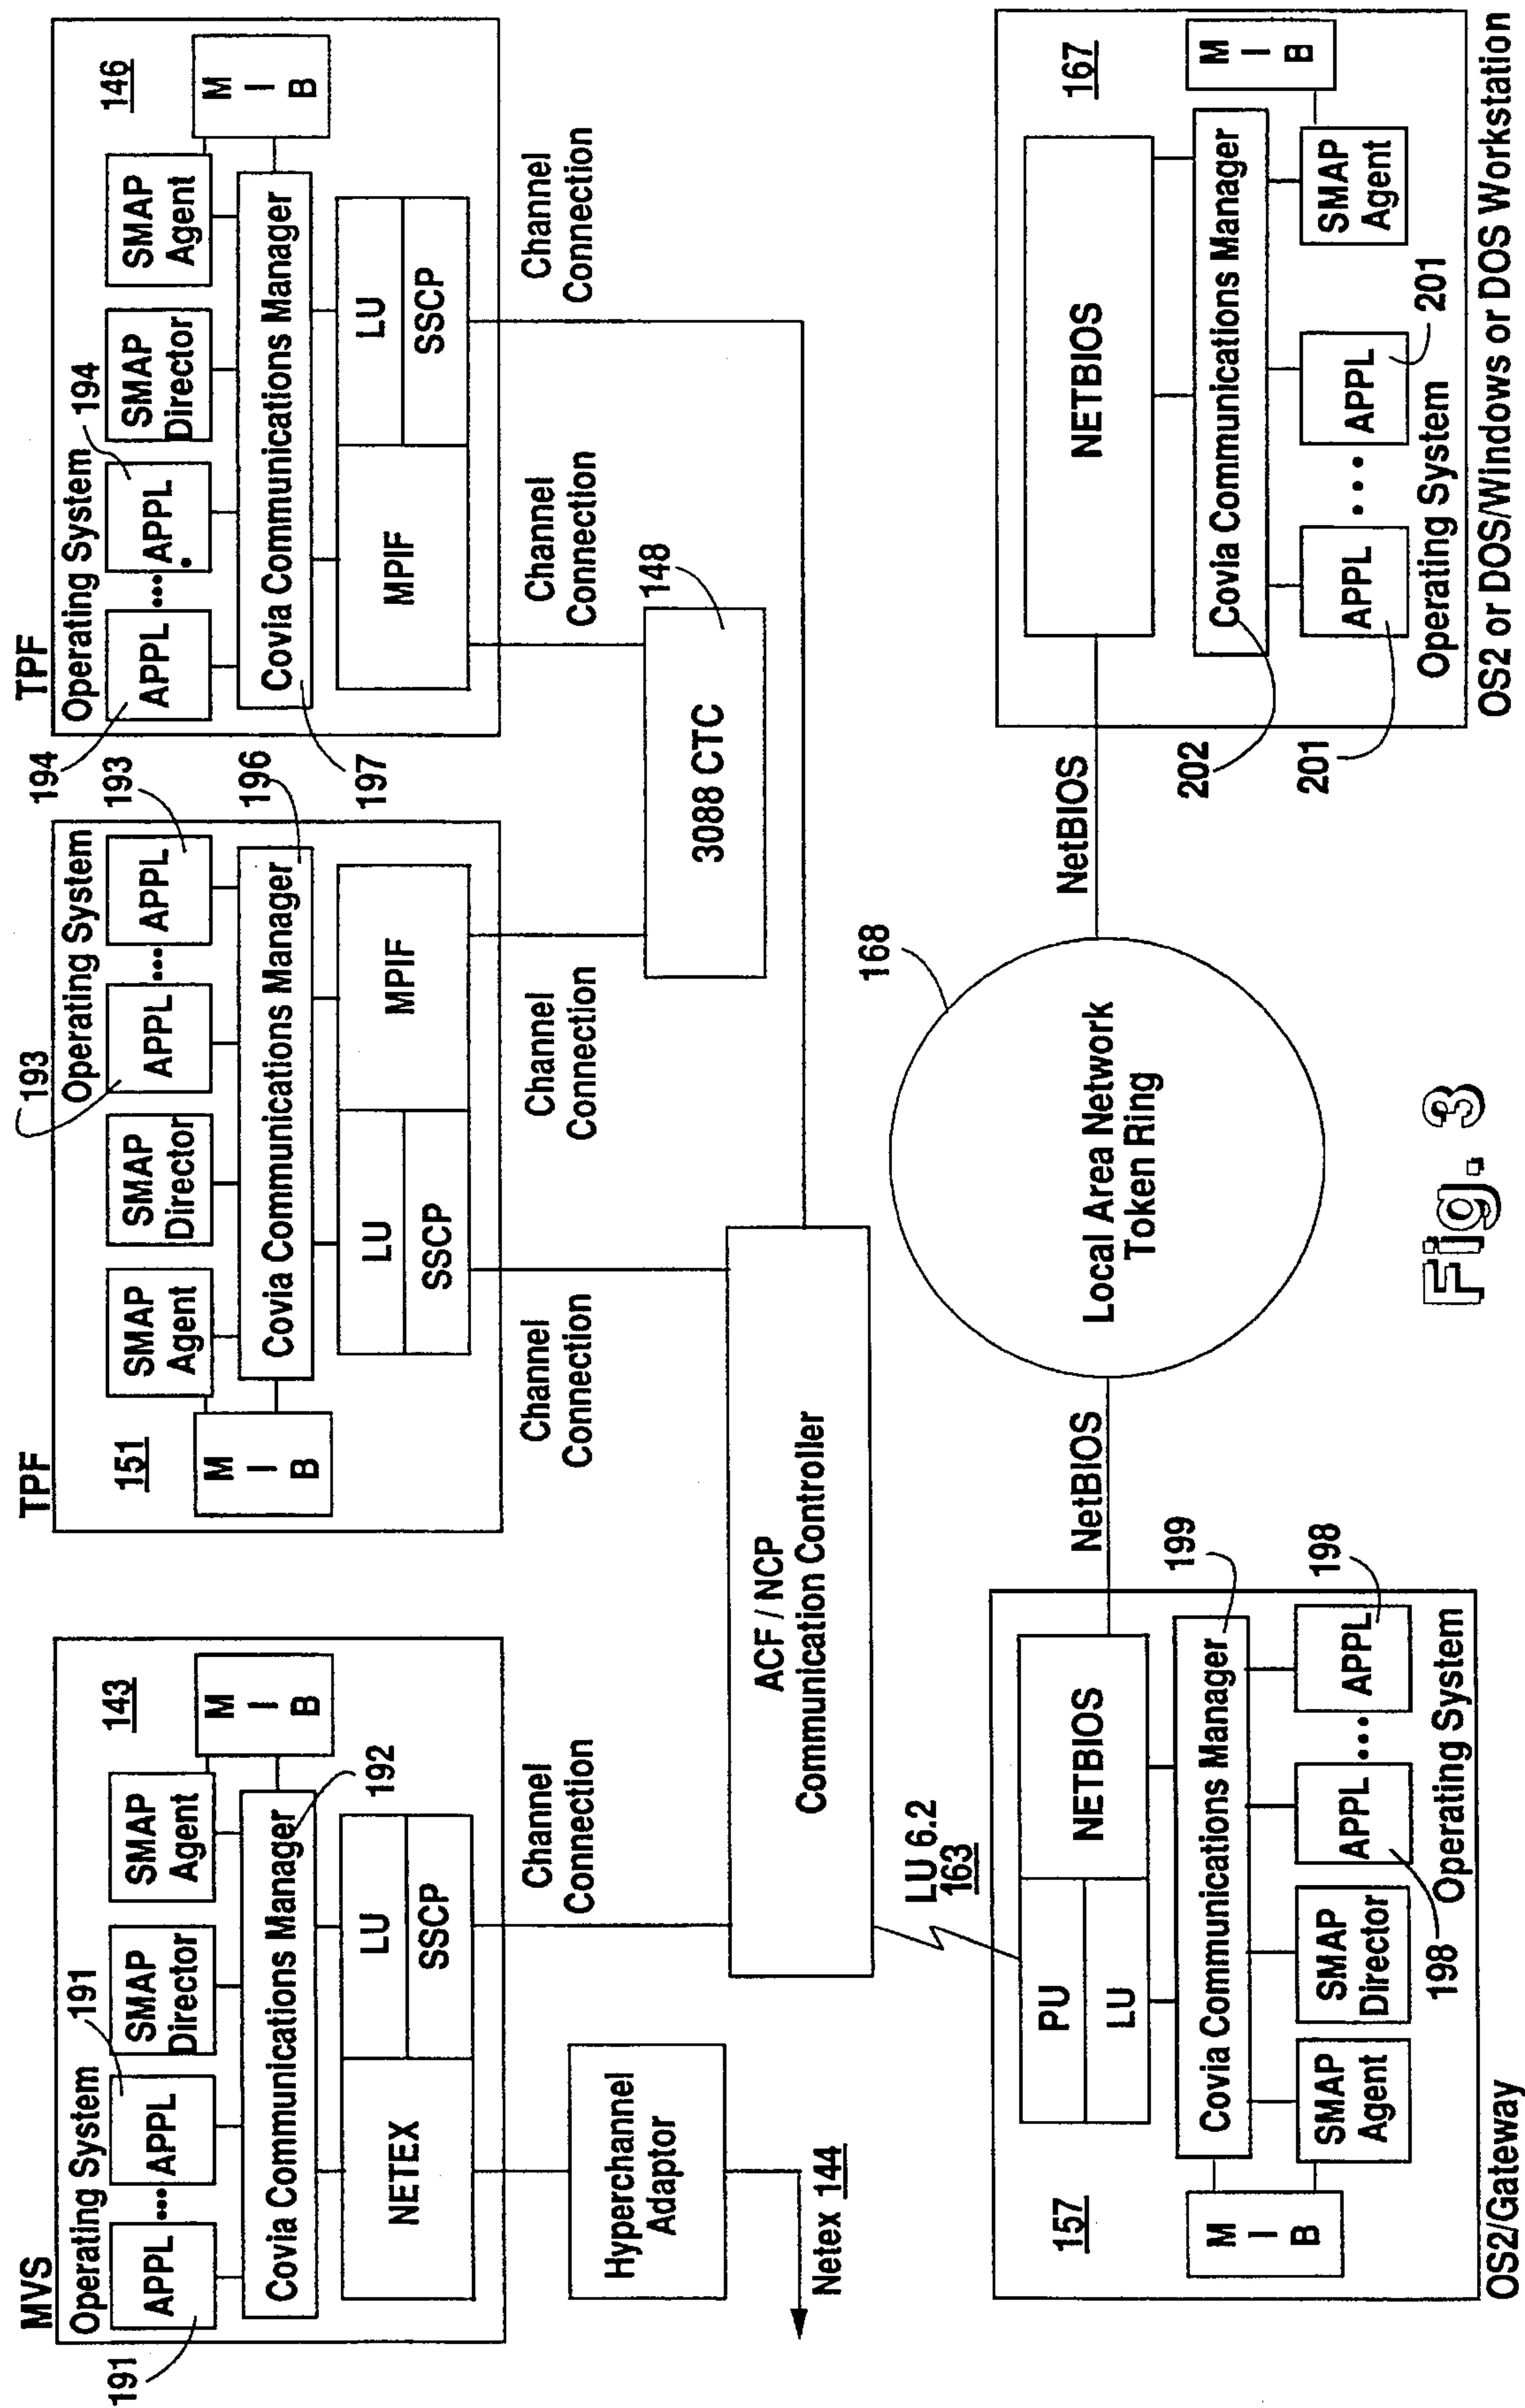 MVS
Operating System
191
143
APPL
...
APPL
SMAP
Director
SMAP
Agent
M
I
B
191
Covia Communications Manager
192
NETEX
LU
SSCP
Channel
Connection
Hyperchannel
Adaptor
Netex 144
TPF
151
193
Operating System
193
M
I
B
SMAP
Agent
SMAP
Director
APPL
...
APPL
Covia Communications Manager
196
LU
SSCP
MPIF
Channel
Connection
Channel
Connection
TPF
Operating System
194
146
194
APPL
...
APPL
SMAP
Director
SMAP
Agent
M
I
B
Covia Communications Manager
197
MPIF
LU
SSCP
Channel
Connection
Channel
Connection
148
3088 CTC
ACF / NCP
Communication Controller
LU 6.2
163
157
PU
LU
NETBIOS
NetBIOS
Covia Communications Manager
199
M
I
B
SMAP
Agent
SMAP
Director
APPL
...
APPL
198
198
Operating System
OS2/Gateway
168
Local Area Network
Token Ring
NetBIOS
167
NETBIOS
Covia Communications Manager
202
M
I
B
APPL
...
APPL
SMAP
Agent
201
201
Operating System
OS2 or DOS/Windows or DOS Workstation
Fig. 3